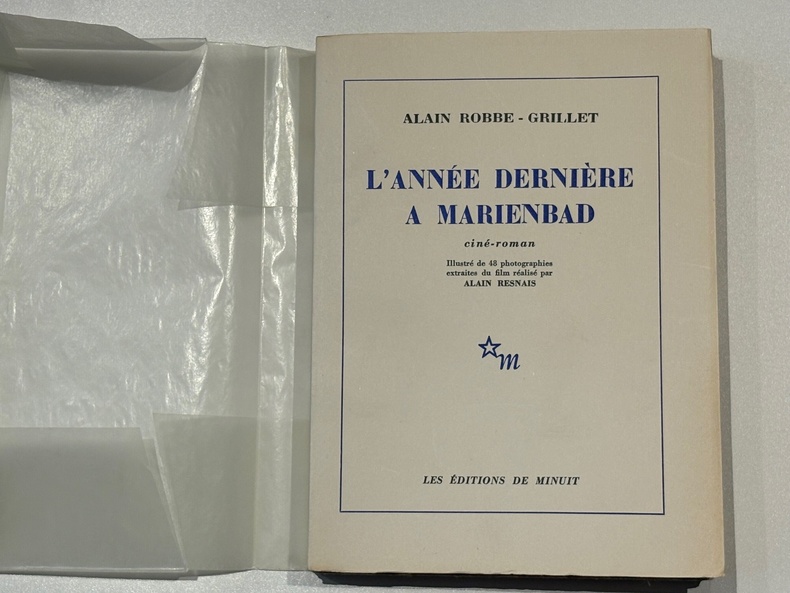 ALAIN ROBBE - GRILLET
L'ANNÉE DERNIÈRE
A MARIENBAD
ciné-roman
Illustré de 48 photographies
extraites du film réalisé par
ALAIN RESNAIS
m
LES ÉDITIONS DE MINUIT